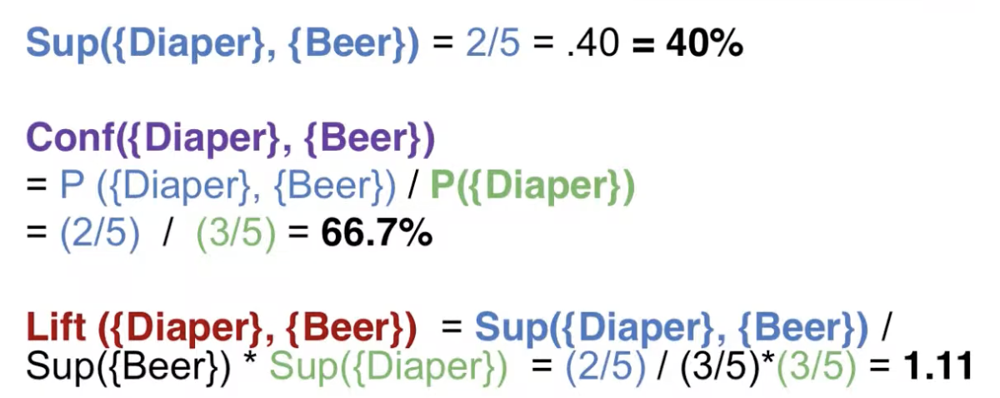 Sup({Diaper}, {Beer}) = 2/5 = .40 = 40%
Conf({Diaper}, {Beer})
= P ({Diaper}, {Beer}) / P({Diaper})
= (2/5) / (3/5) = 66.7%
Lift ({Diaper}, {Beer}) = Sup({Diaper}, {Beer}) /
Sup({Beer}) * Sup({Diaper}) = (2/5) / (3/5)*(3/5) = 1.11